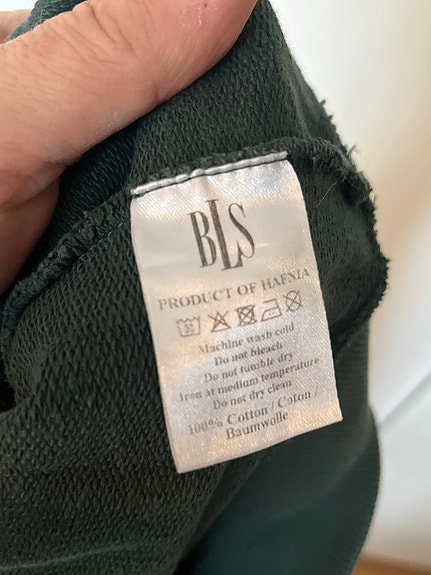 BLS
PRODUCT OF HAFNIA
30
Machine wash cold
Do not bleach
Do not tumble dry
Iron at medium temperature
Do not dry clean
100% Cotton / Coton /
Baumwolle